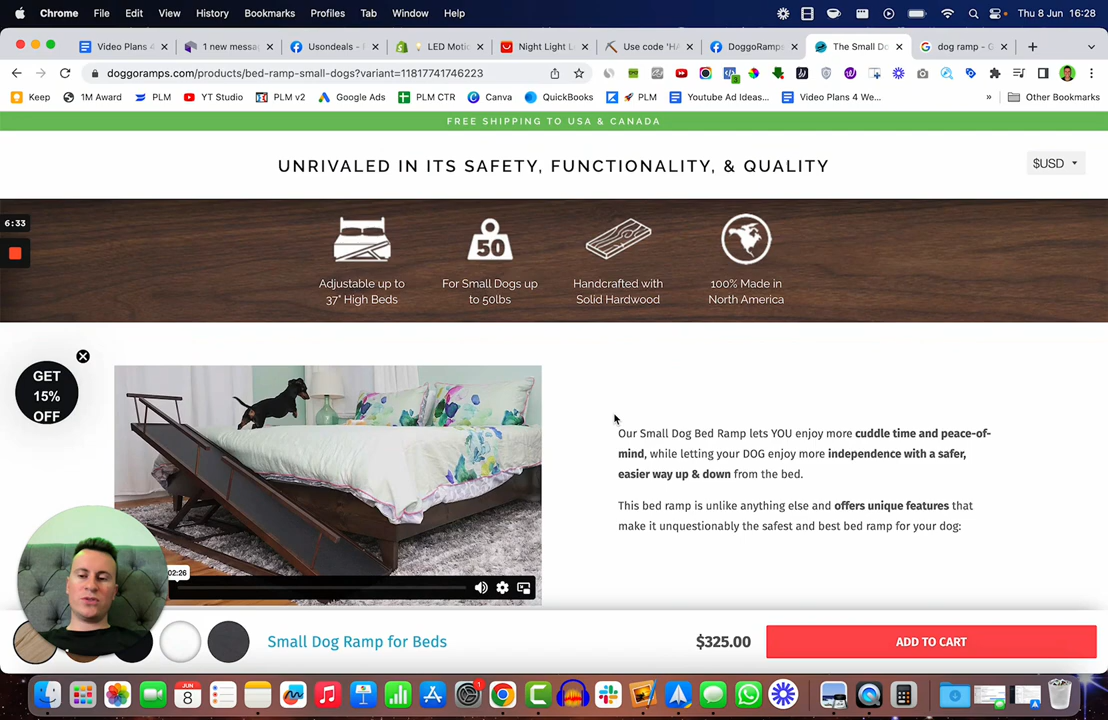 Chrome File Edit View History Bookmarks Profiles Tab Window Help Thu 8 Jun 16:28
Video Plans 4 1 new messa Usondeals - F LED Motic Night Light L Use code 'HA DoggoRamps The Small Do dog ramp - G
doggoramps.com/products/bed-ramp-small-dogs?variant=11817741746223
Keep 1M Award PLM YT Studio PLM v2 Google Ads PLM CTR Canva QuickBooks PLM Youtube Ad Ideas... Video Plans 4 We... » Other Bookmarks
FREE SHIPPING TO USA & CANADA
UNRIVALED IN ITS SAFETY, FUNCTIONALITY, & QUALITY
$USD
6:33
50
Adjustable up to
37" High Beds
For Small Dogs up
to 50lbs
Handcrafted with
Solid Hardwood
100% Made in
North America
GET
15%
OFF
Our Small Dog Bed Ramp lets YOU enjoy more cuddle time and peace-of-
mind, while letting your DOG enjoy more independence with a safer,
easier way up & down from the bed.
This bed ramp is unlike anything else and offers unique features that
make it unquestionably the safest and best bed ramp for your dog:
02:26
Small Dog Ramp for Beds
$325.00
ADD TO CART
JUN
8
1